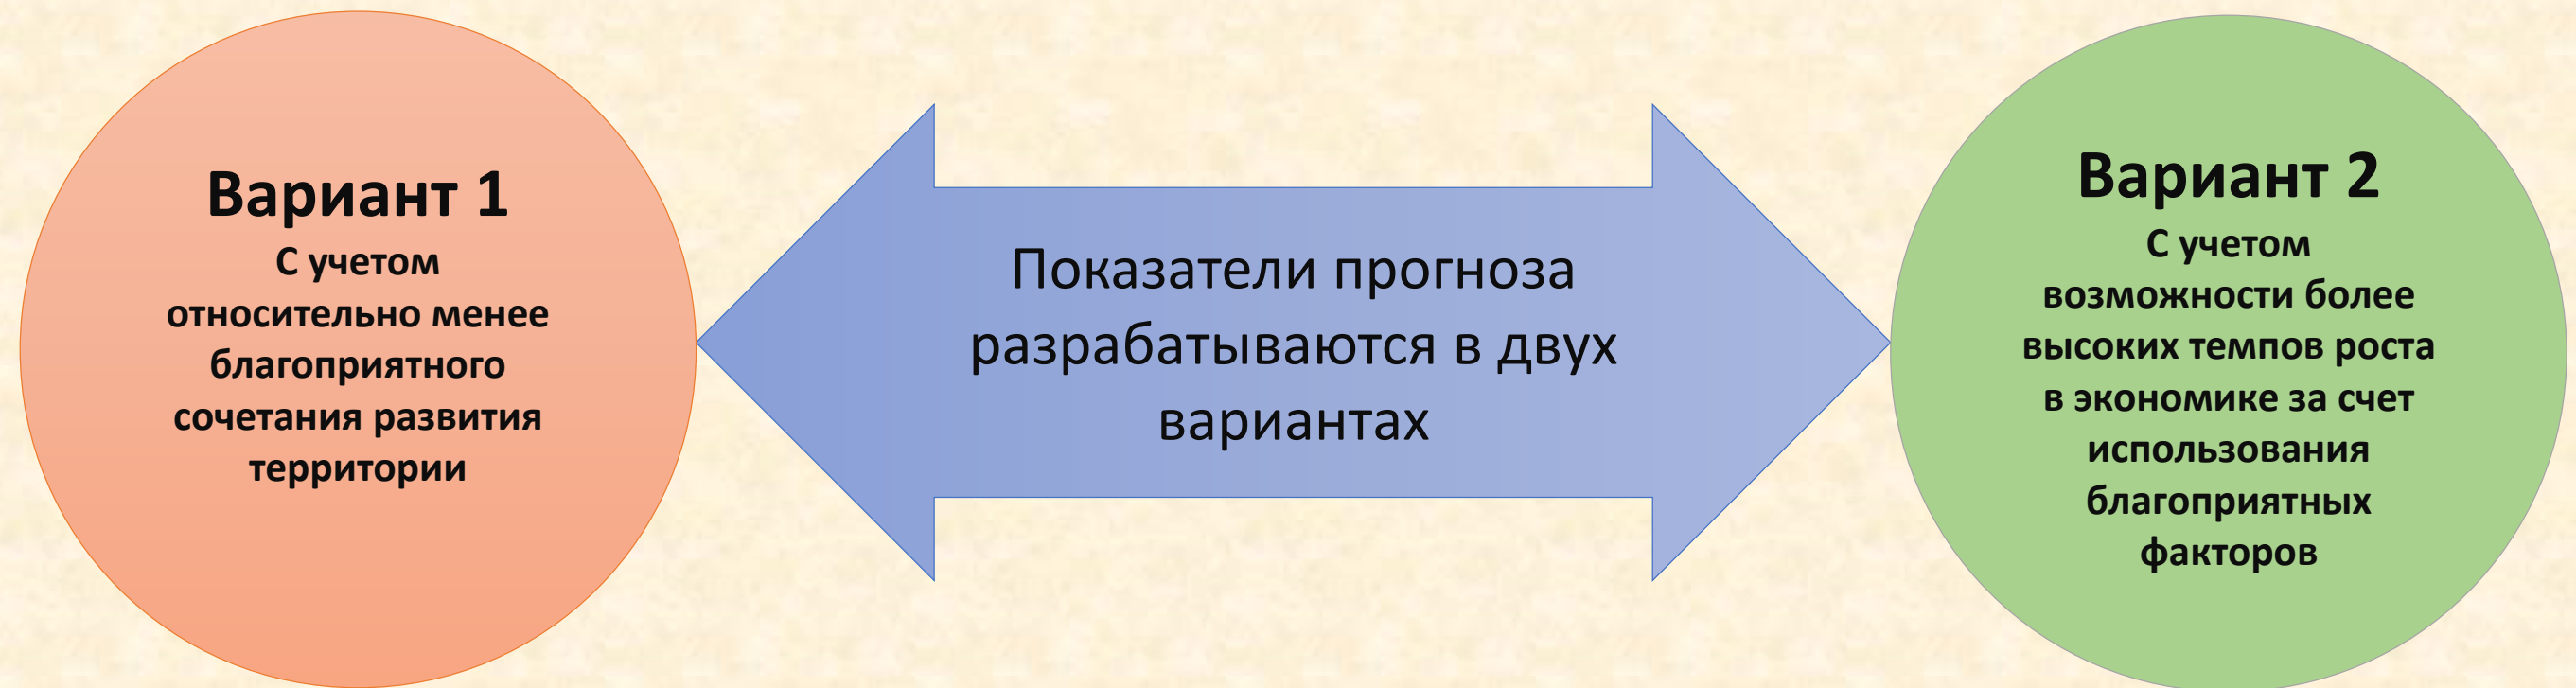 Вариант 1
С учетом
относительно менее
благоприятного
сочетания развития
территории
Показатели прогноза
разрабатываются в двух
вариантах
Вариант 2
С учетом
возможности более
высоких темпов роста
в экономике за счет
использования
благоприятных
факторов